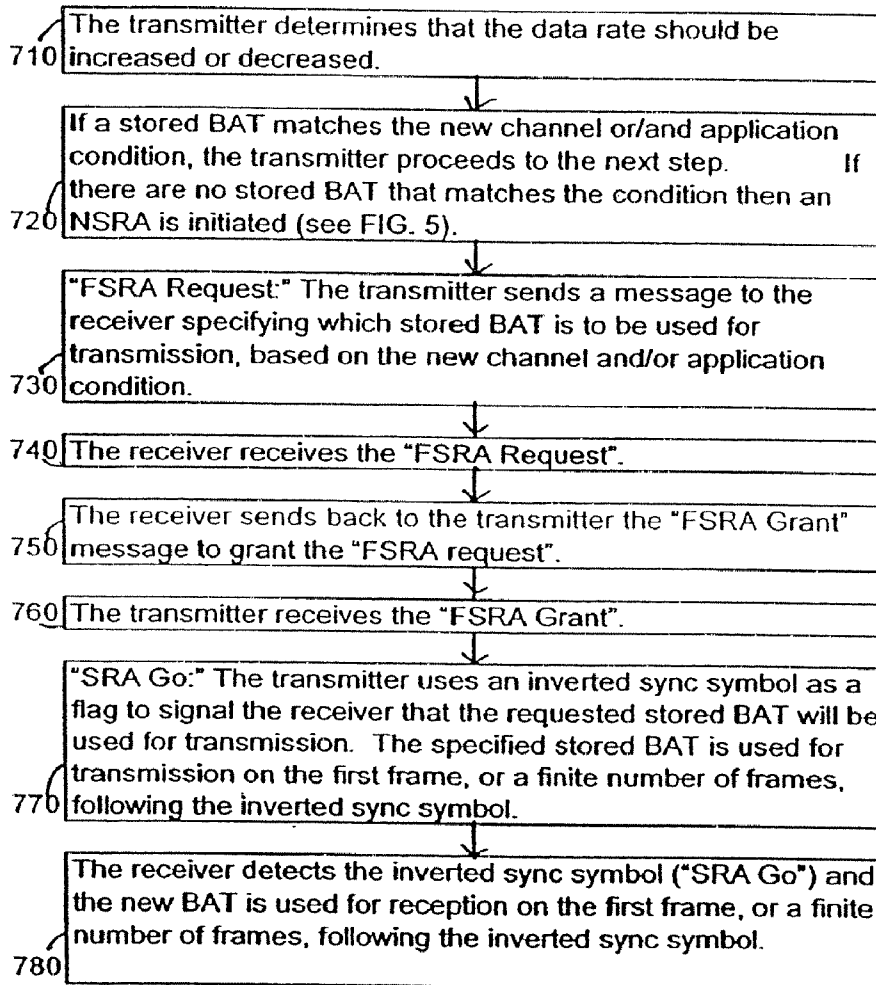 The transmitter determines that the data rate should be
710 increased or decreased.
If a stored BAT matches the new channel or/and application
condition, the transmitter proceeds to the next step. If
there are no stored BAT that matches the condition then an
720 NSRA is initiated (see FIG. 5).
"FSRA Request:" The transmitter sends a message to the
receiver specifying which stored BAT is to be used for
transmission, based on the new channel and/or application
730 condition.
740 The receiver receives the "FSRA Request".
The receiver sends back to the transmitter the "FSRA Grant"
750 message to grant the "FSRA request".
760 The transmitter receives the "FSRA Grant".
"SRA Go:" The transmitter uses an inverted sync symbol as a
flag to signal the receiver that the requested stored BAT will be
used for transmission. The specified stored BAT is used for
transmission on the first frame, or a finite number of frames,
770 following the inverted sync symbol.
The receiver detects the inverted sync symbol ("SRA Go") and
the new BAT is used for reception on the first frame, or a finite
number of frames, following the inverted sync symbol.
780